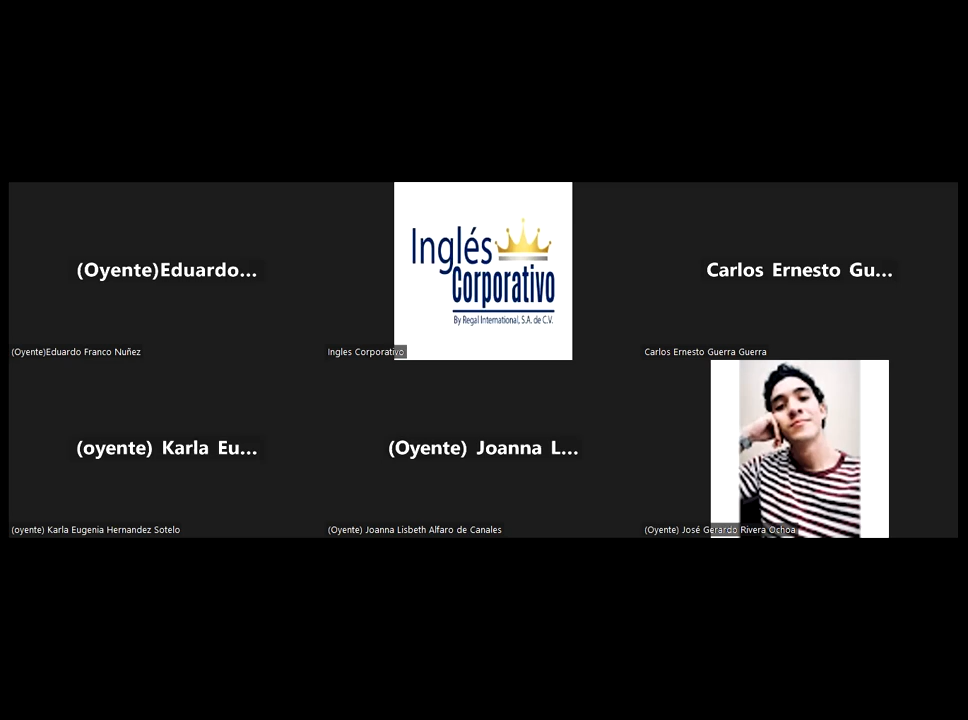 (Oyente)Eduardo...
Inglés
Corporativo
By Regal International, S.A. de C.V.
Carlos Ernesto Gu...
(Oyente)Eduardo Franco Nuñez
Ingles Corporativo
Carlos Ernesto Guerra Guerra
(oyente) Karla Eu...
(Oyente) Joanna L...
(oyente) Karla Eugenia Hernandez Sotelo
(Oyente) Joanna Lisbeth Alfaro de Canales
(Oyente) José Gerardo Rivera Ochoa